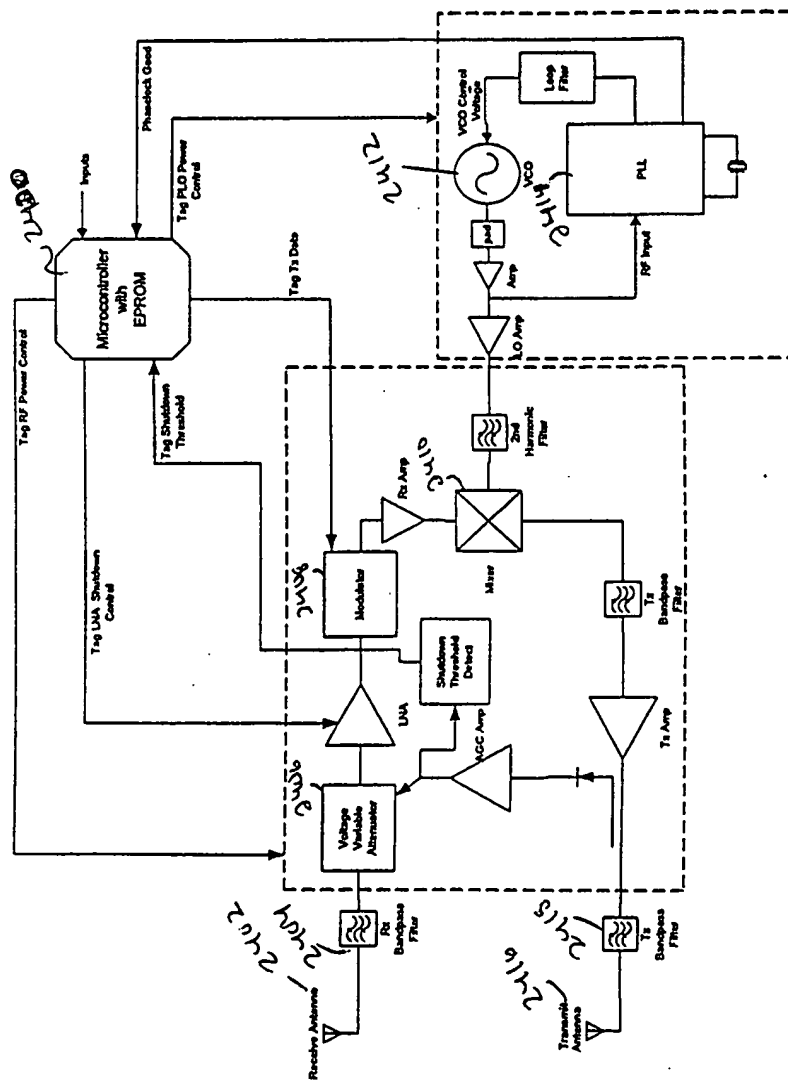 Tag RF Power Control
Tag LNA Shutdown
Control
Tag Shutdown
Threshold
Microcontroller
with
EPROM
Inputs
Phaselock Good
Tag PLO Power
Control
Tag Tx Data
Receive Antenna
2402
2404
Rx
Bandpass
Filter
Voltage
Variable
Attenuator
LNA
Modulator
Rx Amp
Shutdown
Threshold
Detect
AGC Amp
2410
Mixer
2nd
Harmonic
Filter
LO Amp
Amp
pad
VCO
2412
VCO Control
Voltage
Loop
Filter
2414
PLL
RF Input
Tx
Bandpass
Filter
Tx Amp
2415
Tx
Bandpass
Filter
2416
Transmit
Antenna